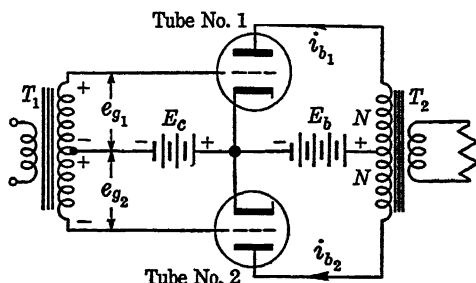 Tube No. 1
i_b1
T1
+
e_g1
E_c
E_b
N
T2
-
- +
- +
+
e_g2
N
-
i_b2
Tube No. 2